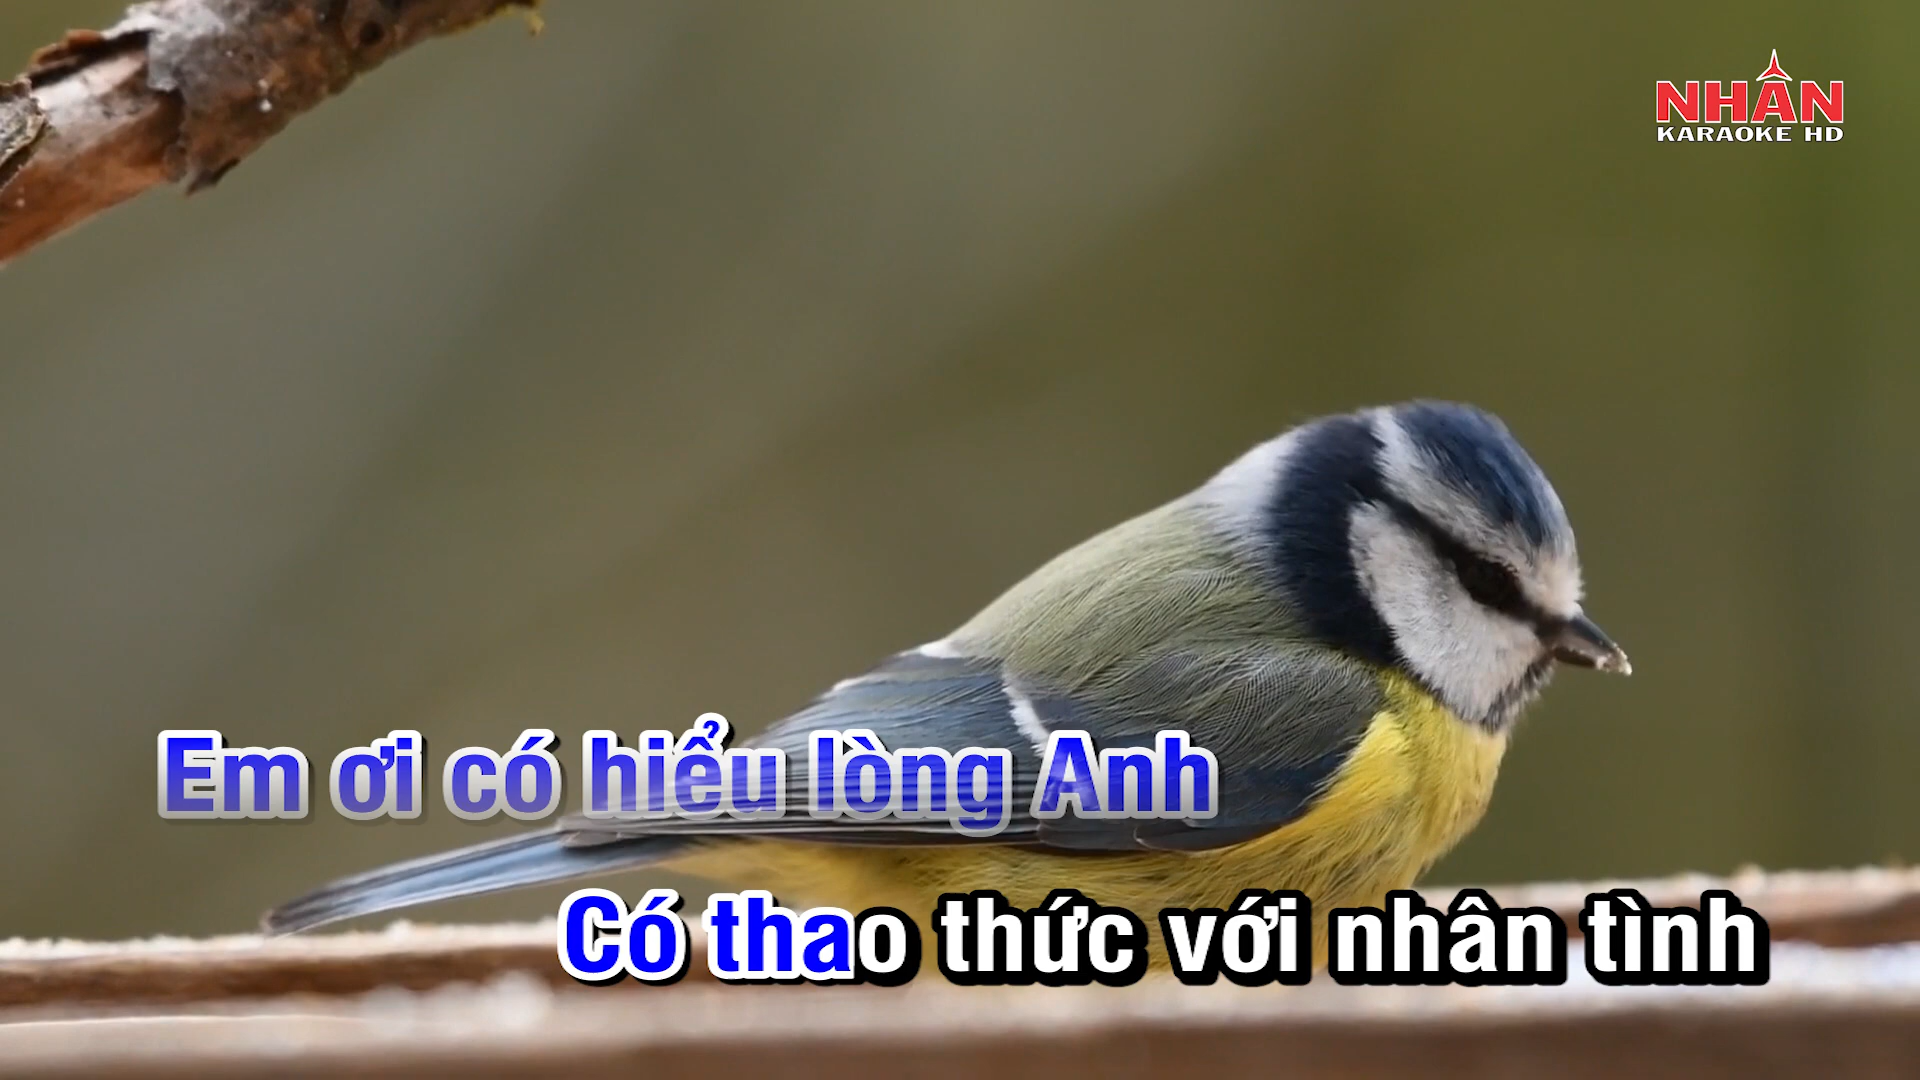 NHÂN
KARAOKE HD
Em ơi có hiểu lòng Anh
Có thao thức với nhân tình